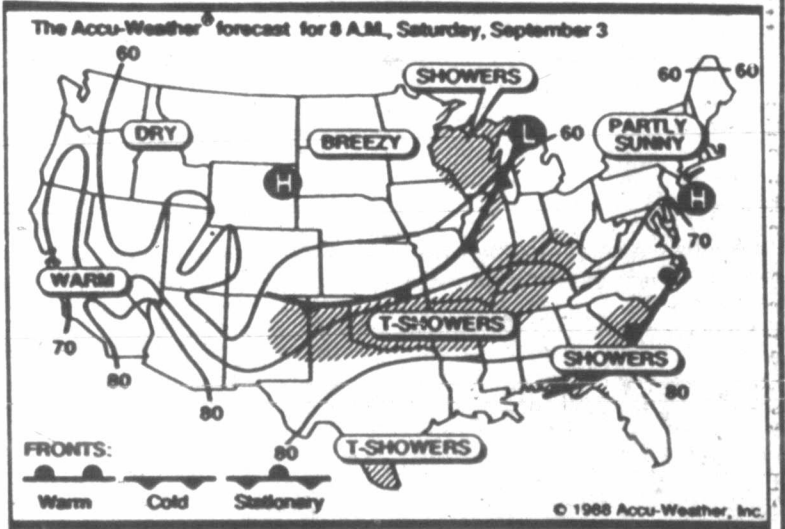 The Accu-Weather® forecast for 8 A.M., Saturday, September 3
60
SHOWERS
60
60
DRY
BREEZY
L
60
PARTLY
SUNNY
H
H
70
WARM
T-SHOWERS
70
80
SHOWERS
80
80
80
FRONTS:
T-SHOWERS
Warm
Cold
Stationary
© 1988 Accu-Weather, Inc.